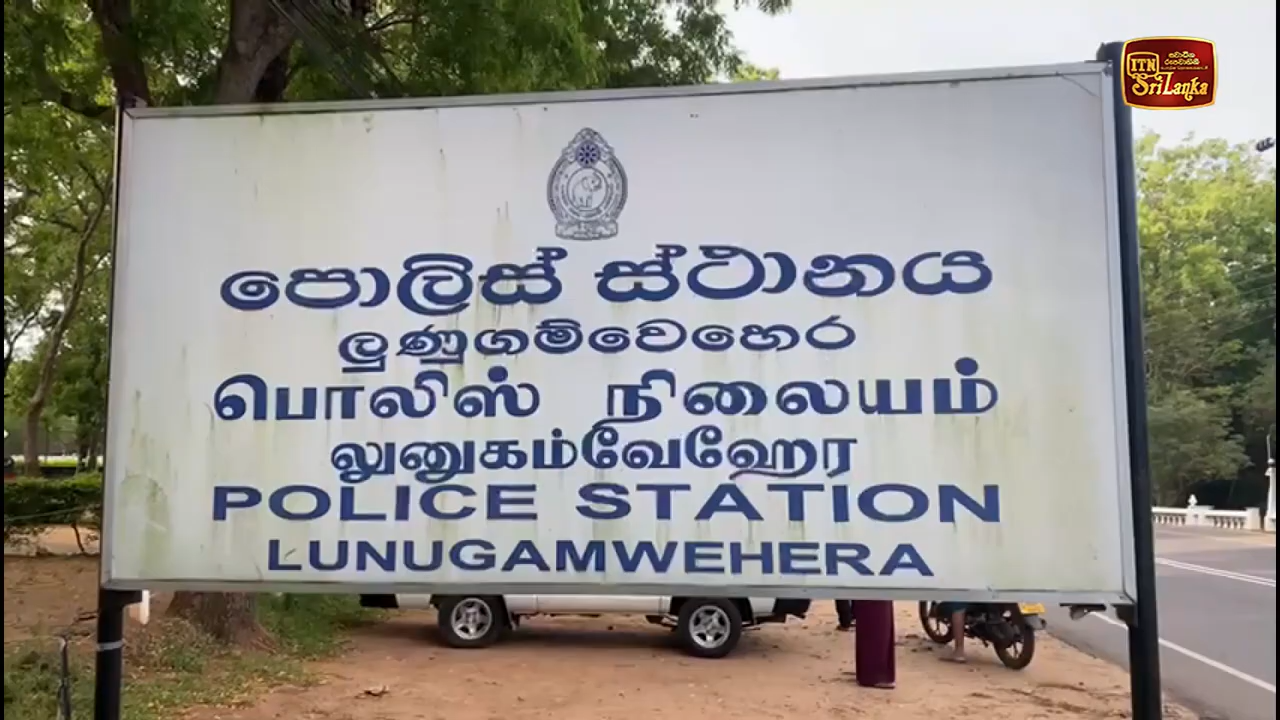 ITN
SriLanka
පොලිස් ස්ථානය
ලුණුගම්වෙහෙර
பொலிஸ் நிலையம்
லுனுகம்வேஹேர
POLICE STATION
LUNUGAMWEHERA